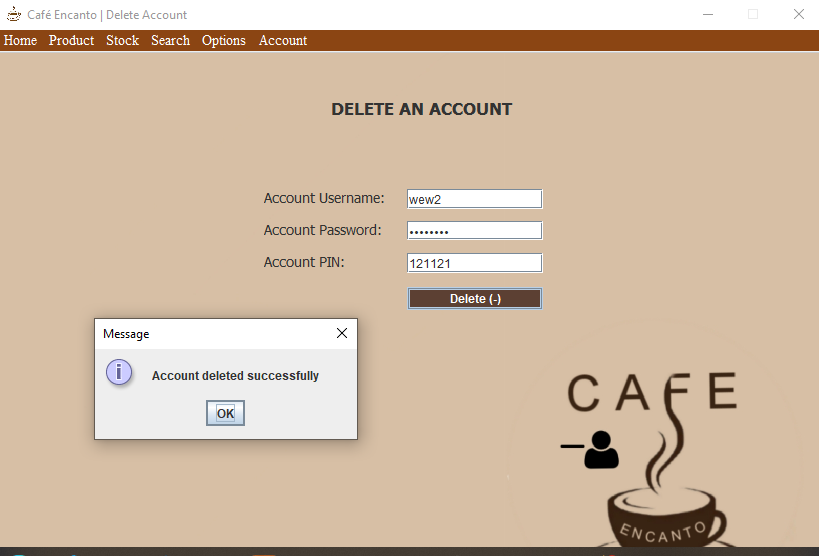 Café Encanto | Delete Account
Home Product Stock Search Options Account
DELETE AN ACCOUNT
Account Username: wew2
Account Password: ••••••••
Account PIN: 121121
Delete (-)
Message
Account deleted successfully
OK
CAFE
ENCANTO